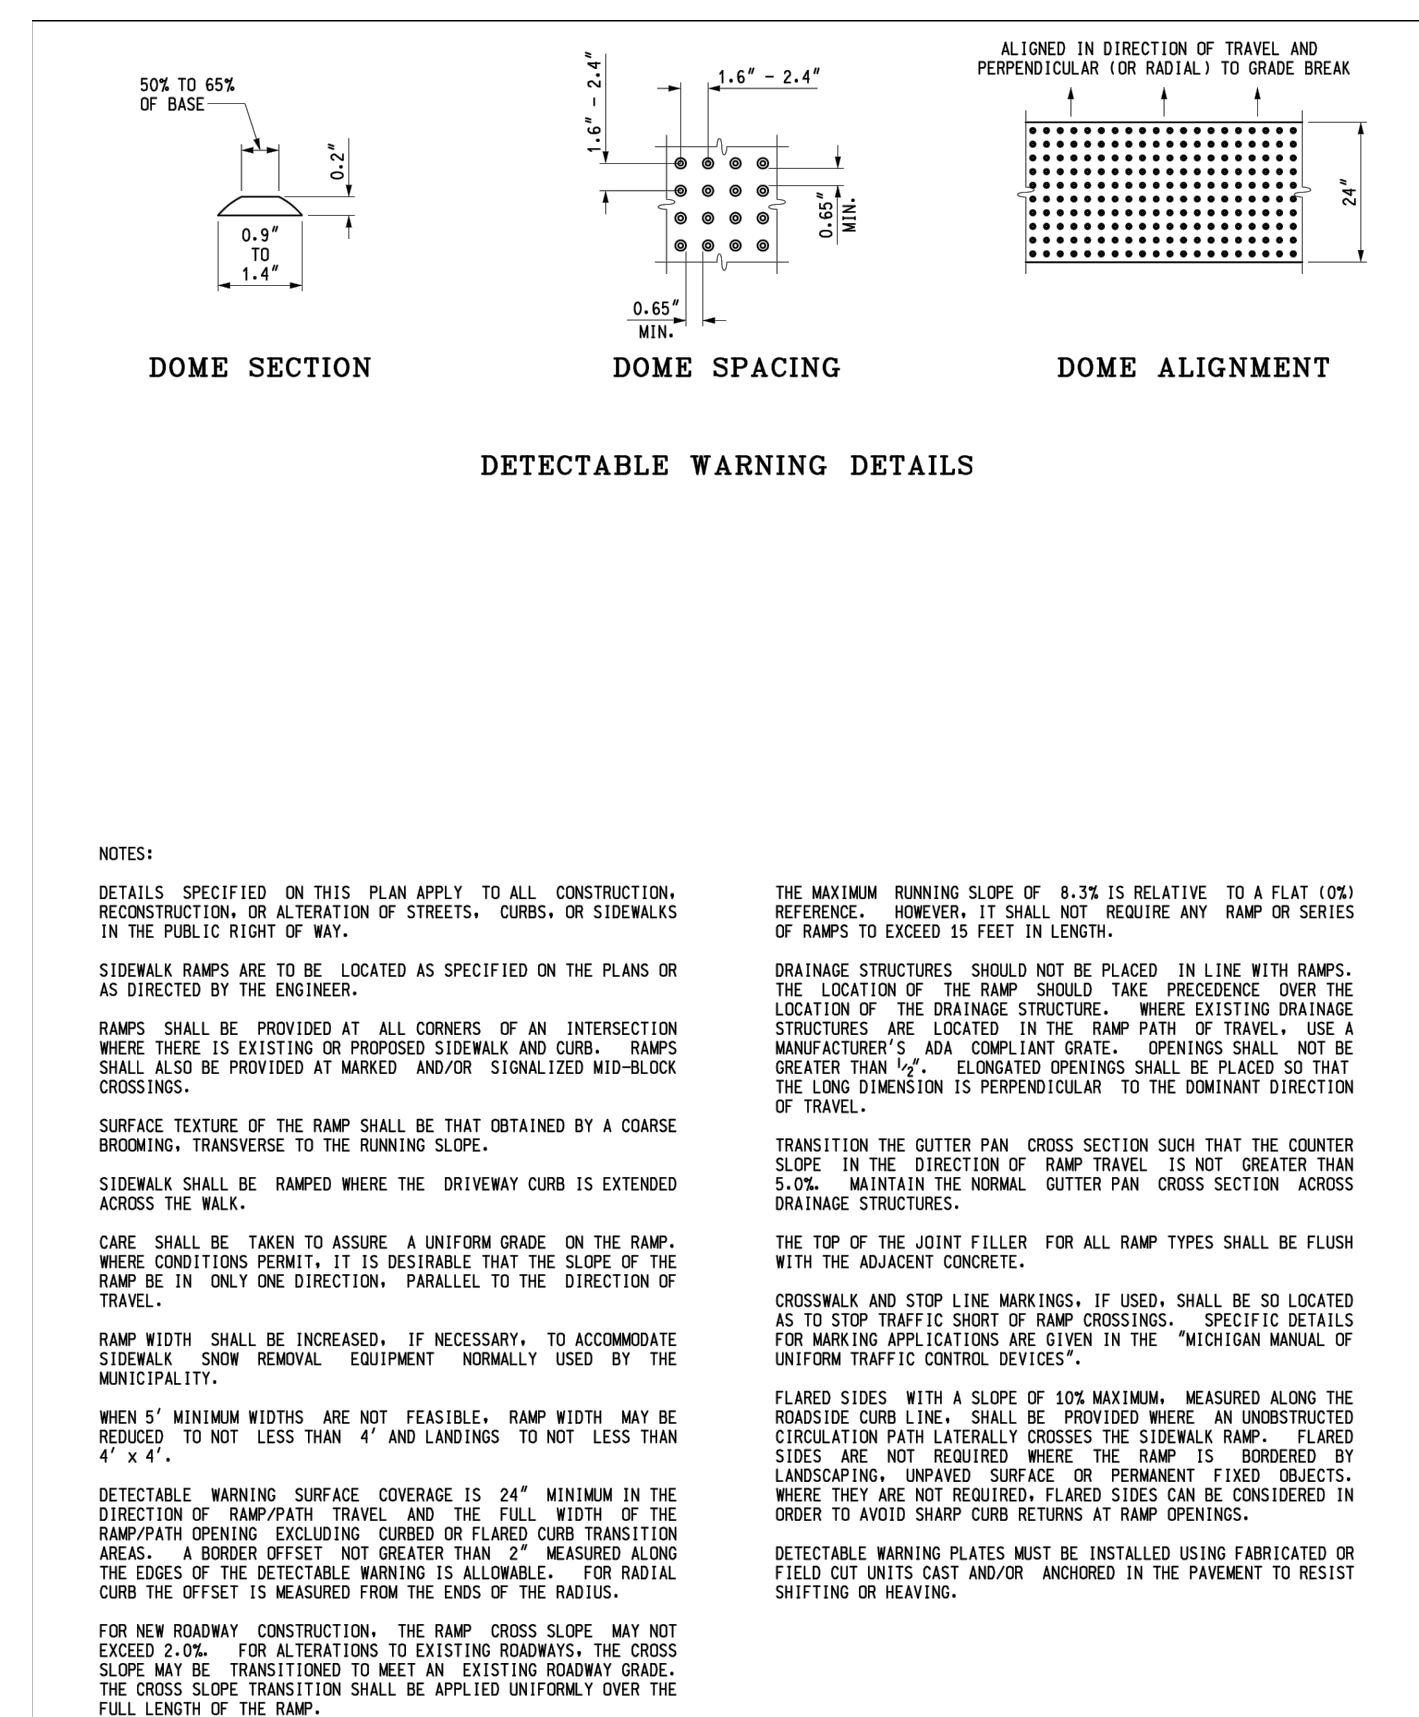 50% TO 65%
OF BASE
0.2"
0.9"
TO
1.4"
DOME SECTION
1.6" - 2.4"
1.6" - 2.4"
0.65"
MIN.
0.65"
MIN.
DOME SPACING
ALIGNED IN DIRECTION OF TRAVEL AND
PERPENDICULAR (OR RADIAL) TO GRADE BREAK
24"
DOME ALIGNMENT
DETECTABLE WARNING DETAILS
NOTES:
DETAILS SPECIFIED ON THIS PLAN APPLY TO ALL CONSTRUCTION,
RECONSTRUCTION, OR ALTERATION OF STREETS, CURBS, OR SIDEWALKS
IN THE PUBLIC RIGHT OF WAY.
SIDEWALK RAMPS ARE TO BE LOCATED AS SPECIFIED ON THE PLANS OR
AS DIRECTED BY THE ENGINEER.
RAMPS SHALL BE PROVIDED AT ALL CORNERS OF AN INTERSECTION
WHERE THERE IS EXISTING OR PROPOSED SIDEWALK AND CURB. RAMPS
SHALL ALSO BE PROVIDED AT MARKED AND/OR SIGNALIZED MID-BLOCK
CROSSINGS.
SURFACE TEXTURE OF THE RAMP SHALL BE THAT OBTAINED BY A COARSE
BROOMING, TRANSVERSE TO THE RUNNING SLOPE.
SIDEWALK SHALL BE RAMPED WHERE THE DRIVEWAY CURB IS EXTENDED
ACROSS THE WALK.
CARE SHALL BE TAKEN TO ASSURE A UNIFORM GRADE ON THE RAMP.
WHERE CONDITIONS PERMIT, IT IS DESIRABLE THAT THE SLOPE OF THE
RAMP BE IN ONLY ONE DIRECTION, PARALLEL TO THE DIRECTION OF
TRAVEL.
RAMP WIDTH SHALL BE INCREASED, IF NECESSARY, TO ACCOMMODATE
SIDEWALK SNOW REMOVAL EQUIPMENT NORMALLY USED BY THE
MUNICIPALITY.
WHEN 5' MINIMUM WIDTHS ARE NOT FEASIBLE, RAMP WIDTH MAY BE
REDUCED TO NOT LESS THAN 4' AND LANDINGS TO NOT LESS THAN
4' x 4'.
DETECTABLE WARNING SURFACE COVERAGE IS 24" MINIMUM IN THE
DIRECTION OF RAMP/PATH TRAVEL AND THE FULL WIDTH OF THE
RAMP/PATH OPENING EXCLUDING CURBED OR FLARED CURB TRANSITION
AREAS. A BORDER OFFSET NOT GREATER THAN 2" MEASURED ALONG
THE EDGES OF THE DETECTABLE WARNING IS ALLOWABLE. FOR RADIAL
CURB THE OFFSET IS MEASURED FROM THE ENDS OF THE RADIUS.
FOR NEW ROADWAY CONSTRUCTION, THE RAMP CROSS SLOPE MAY NOT
EXCEED 2.0%. FOR ALTERATIONS TO EXISTING ROADWAYS, THE CROSS
SLOPE MAY BE TRANSITIONED TO MEET AN EXISTING ROADWAY GRADE.
THE CROSS SLOPE TRANSITION SHALL BE APPLIED UNIFORMLY OVER THE
FULL LENGTH OF THE RAMP.
THE MAXIMUM RUNNING SLOPE OF 8.3% IS RELATIVE TO A FLAT (0%)
REFERENCE. HOWEVER, IT SHALL NOT REQUIRE ANY RAMP OR SERIES
OF RAMPS TO EXCEED 15 FEET IN LENGTH.
DRAINAGE STRUCTURES SHOULD NOT BE PLACED IN LINE WITH RAMPS.
THE LOCATION OF THE RAMP SHOULD TAKE PRECEDENCE OVER THE
LOCATION OF THE DRAINAGE STRUCTURE. WHERE EXISTING DRAINAGE
STRUCTURES ARE LOCATED IN THE RAMP PATH OF TRAVEL, USE A
MANUFACTURER'S ADA COMPLIANT GRATE. OPENINGS SHALL NOT BE
GREATER THAN 1/2". ELONGATED OPENINGS SHALL BE PLACED SO THAT
THE LONG DIMENSION IS PERPENDICULAR TO THE DOMINANT DIRECTION
OF TRAVEL.
TRANSITION THE GUTTER PAN CROSS SECTION SUCH THAT THE COUNTER
SLOPE IN THE DIRECTION OF RAMP TRAVEL IS NOT GREATER THAN
5.0%. MAINTAIN THE NORMAL GUTTER PAN CROSS SECTION ACROSS
DRAINAGE STRUCTURES.
THE TOP OF THE JOINT FILLER FOR ALL RAMP TYPES SHALL BE FLUSH
WITH THE ADJACENT CONCRETE.
CROSSWALK AND STOP LINE MARKINGS, IF USED, SHALL BE SO LOCATED
AS TO STOP TRAFFIC SHORT OF RAMP CROSSINGS. SPECIFIC DETAILS
FOR MARKING APPLICATIONS ARE GIVEN IN THE "MICHIGAN MANUAL OF
UNIFORM TRAFFIC CONTROL DEVICES".
FLARED SIDES WITH A SLOPE OF 10% MAXIMUM, MEASURED ALONG THE
ROADSIDE CURB LINE, SHALL BE PROVIDED WHERE AN UNOBSTRUCTED
CIRCULATION PATH LATERALLY CROSSES THE SIDEWALK RAMP. FLARED
SIDES ARE NOT REQUIRED WHERE THE RAMP IS BORDERED BY
LANDSCAPING, UNPAVED SURFACE OR PERMANENT FIXED OBJECTS.
WHERE THEY ARE NOT REQUIRED, FLARED SIDES CAN BE CONSIDERED IN
ORDER TO AVOID SHARP CURB RETURNS AT RAMP OPENINGS.
DETECTABLE WARNING PLATES MUST BE INSTALLED USING FABRICATED OR
FIELD CUT UNITS CAST AND/OR ANCHORED IN THE PAVEMENT TO RESIST
SHIFTING OR HEAVING.